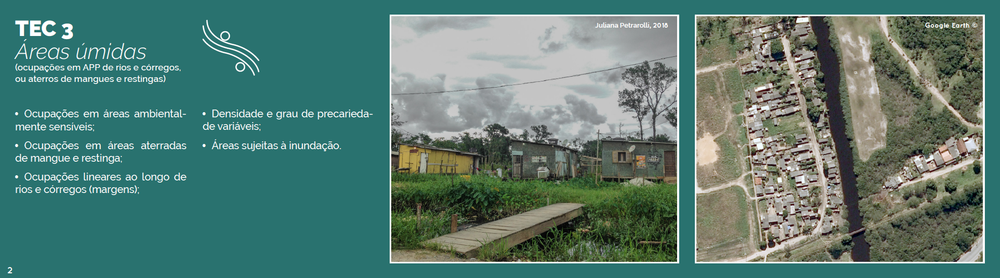 TEC 3
Áreas úmidas
(ocupações em APP de rios e córregos,
ou aterros de mangues e restingas)
• Ocupações em áreas ambiental-
mente sensíveis;
• Ocupações em áreas aterradas
de mangue e restinga;
• Ocupações lineares ao longo de
rios e córregos (margens);
• Densidade e grau de precarieda-
de variáveis;
• Áreas sujeitas à inundação.
Juliana Petrarolli, 2018
Google Earth ©
2